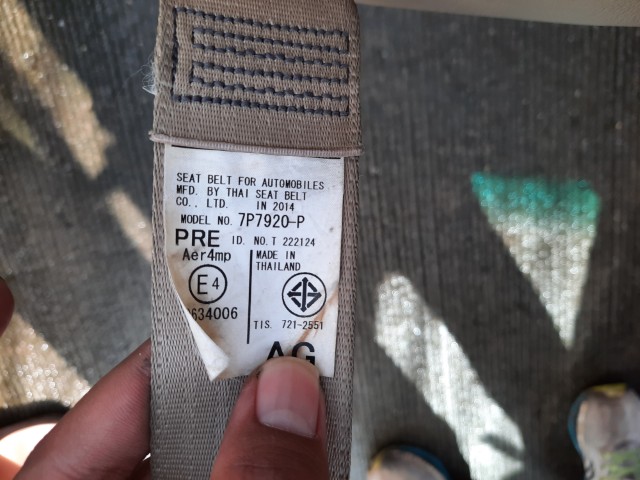 SEAT BELT FOR AUTOMOBILES
MFD. BY THAI SEAT BELT
CO., LTD. IN 2014
MODEL NO. 7P7920-P
PRE ID. NO. T 222124
Aer4mp
MADE IN
THAILAND
E4
634006
TIS. 721-2551
AG